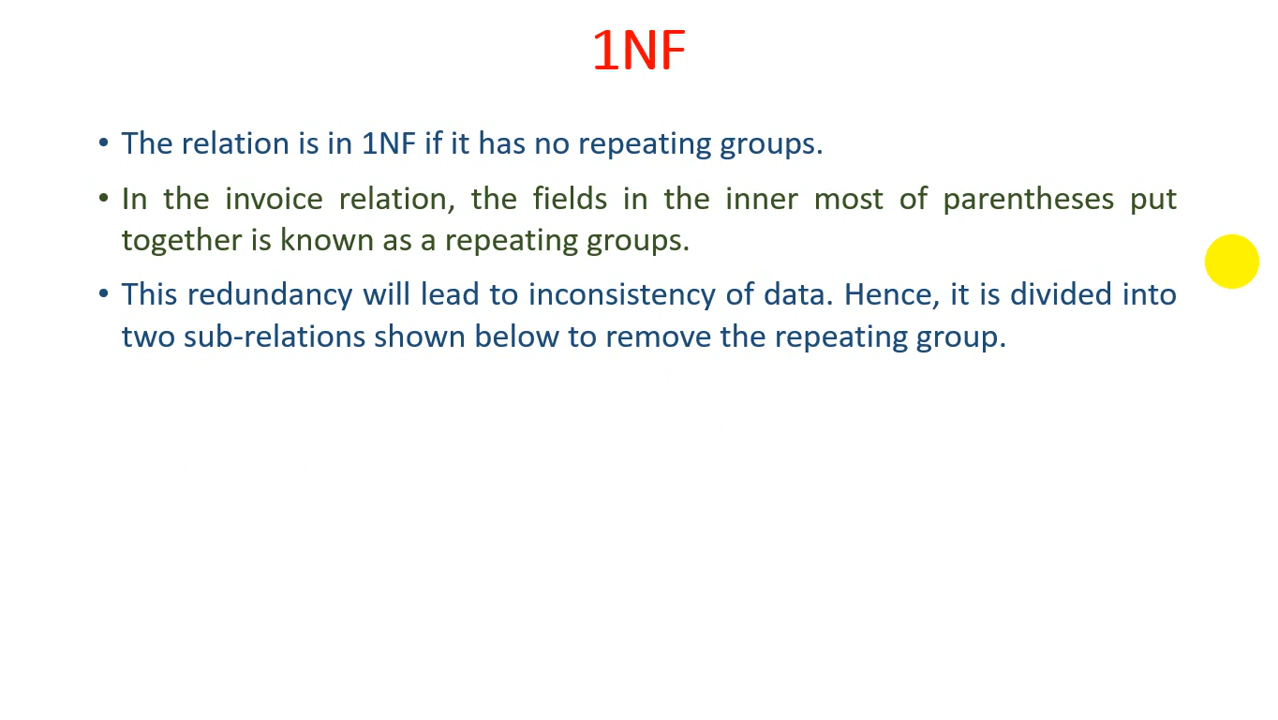 1NF
• The relation is in 1NF if it has no repeating groups.
• In the invoice relation, the fields in the inner most of parentheses put
together is known as a repeating groups.
• This redundancy will lead to inconsistency of data. Hence, it is divided into
two sub-relations shown below to remove the repeating group.